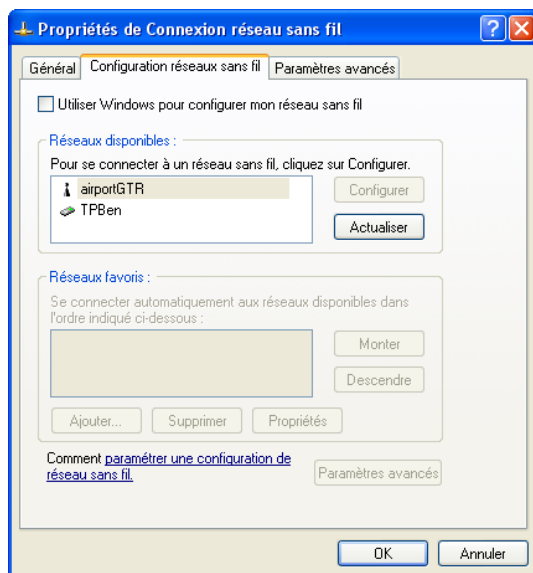 Propriétés de Connexion réseau sans fil
Général
Configuration réseaux sans fil
Paramètres avancés
Utiliser Windows pour configurer mon réseau sans fil
Réseaux disponibles :
Pour se connecter à un réseau sans fil, cliquez sur Configurer.
airportGTR
Configurer
TPBen
Actualiser
Réseaux favoris :
Se connecter automatiquement aux réseaux disponibles dans
l'ordre indiqué ci-dessous :
Monter
Descendre
Ajouter...
Supprimer
Propriétés
Comment paramétrer une configuration de
réseau sans fil.
Paramètres avancés
OK
Annuler